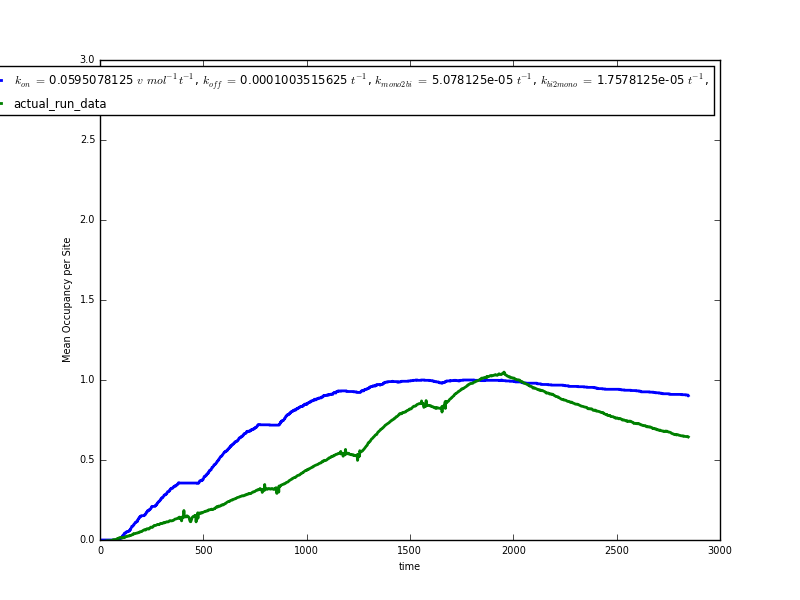 3.0
k_on = 0.0595078125 v mol⁻¹t⁻¹, k_off = 0.0001003515625 t⁻¹, k_mono2bi = 5.078125e-05 t⁻¹, k_bi2mono = 1.7578125e-05 t⁻¹,
actual_run_data
2.5
2.0
1.5
1.0
0.5
0.0
Mean Occupancy per Site
0 500 1000 1500 2000 2500 3000
time